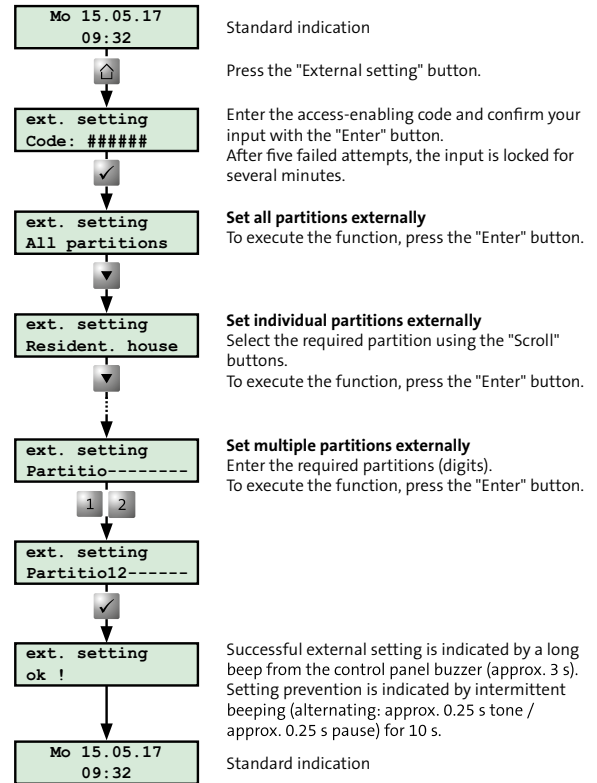 Mo 15.05.17
09:32
Standard indication
Press the "External setting" button.
ext. setting
Code: ######
Enter the access-enabling code and confirm your
input with the "Enter" button.
After five failed attempts, the input is locked for
several minutes.
ext. setting
All partitions
Set all partitions externally
To execute the function, press the "Enter" button.
ext. setting
Resident. house
Set individual partitions externally
Select the required partition using the "Scroll"
buttons.
To execute the function, press the "Enter" button.
ext. setting
Partitio--------
Set multiple partitions externally
Enter the required partitions (digits).
To execute the function, press the "Enter" button.
1 2
ext. setting
Partitio12------
ext. setting
ok !
Successful external setting is indicated by a long
beep from the control panel buzzer (approx. 3 s).
Setting prevention is indicated by intermittent
beeping (alternating: approx. 0.25 s tone /
approx. 0.25 s pause) for 10 s.
Mo 15.05.17
09:32
Standard indication